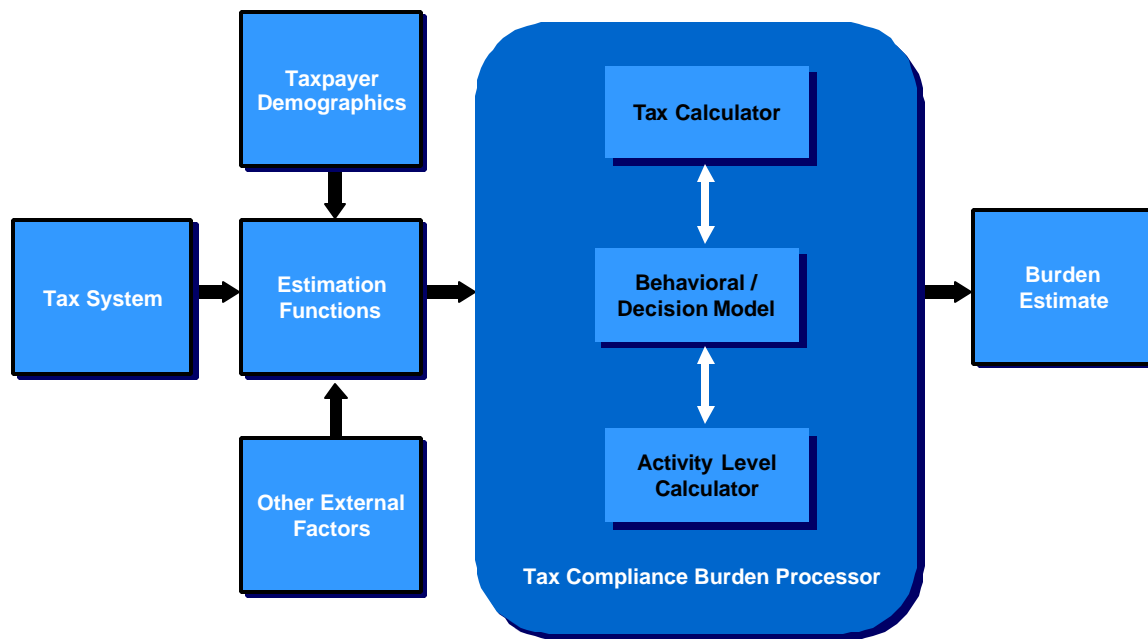 Taxpayer
Demographics
Tax System
Estimation
Functions
Other External
Factors
Tax Calculator
Behavioral /
Decision Model
Activity Level
Calculator
Tax Compliance Burden Processor
Burden
Estimate